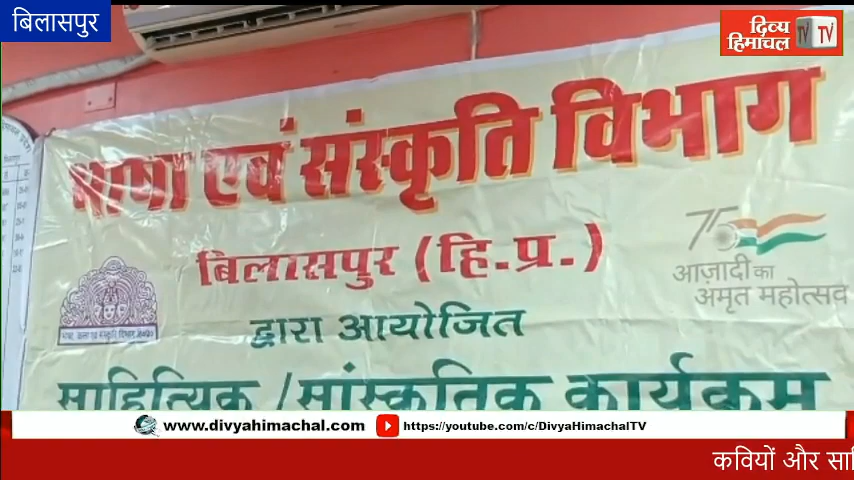 बिलासपुर
दिव्य
हिमाचल
TV TV
भाषा एवं संस्कृति विभाग
बिलासपुर (हि.प्र.)
75
आज़ादी का
अमृत महोत्सव
द्वारा आयोजित
साहित्यिक / सांस्कृतिक कार्यक्रम
www.divyahimachal.com
https://youtube.com/c/DivyaHimachalTV
कवियों और सा